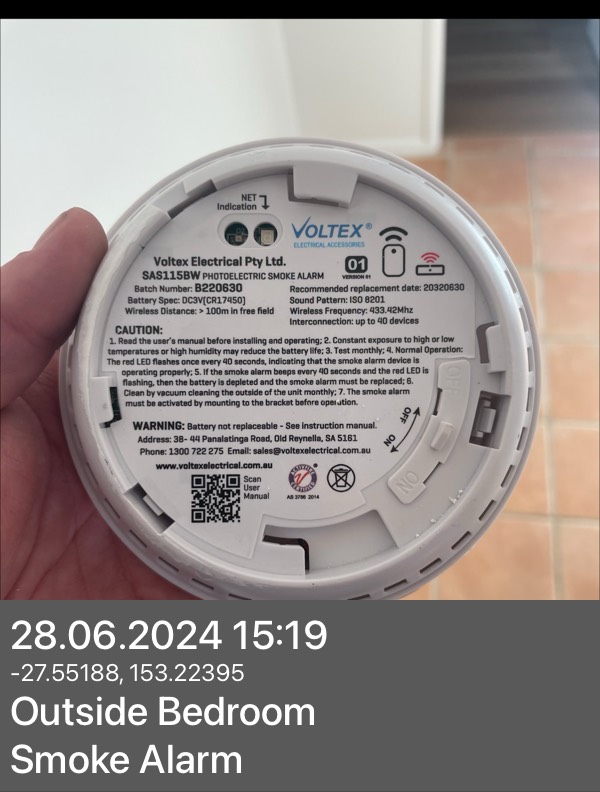 NET
Indication
VOLTEX®
ELECTRICAL ACCESSORIES
Voltex Electrical Pty Ltd.
SAS115BW PHOTOELECTRIC SMOKE ALARM
01
VERSION 01
Batch Number: B220630
Recommended replacement date: 20320630
Battery Spec: DC3V[CR17450]
Sound Pattern: ISO 8201
Wireless Distance: > 100m in free field
Wireless Frequency: 433.42Mhz
Interconnection: up to 40 devices
CAUTION:
1. Read the user's manual before installing and operating; 2. Constant exposure to high or low
temperatures or high humidity may reduce the battery life; 3. Test monthly; 4. Normal Operation:
The red LED flashes once every 40 seconds, indicating that the smoke alarm device is
operating properly; 5. If the smoke alarm beeps every 40 seconds and the red LED is
flashing, then the battery is depleted and the smoke alarm must be replaced; 6.
Clean by vacuum cleaning the outside of the unit monthly; 7. The smoke alarm
must be activated by mounting to the bracket before operation.
OFF
OFF
ON
ON
WARNING: Battery not replaceable - See instruction manual.
Address: 36- 44 Panalatinga Road, Old Reynella, SA 5161
Phone: 1300 722 275 Email: sales@voltexelectrical.com.au
www.voltexelectrical.com.au
Scan
User
Manual
AS 3786 2014
28.06.2024 15:19
-27.55188, 153.22395
Outside Bedroom
Smoke Alarm